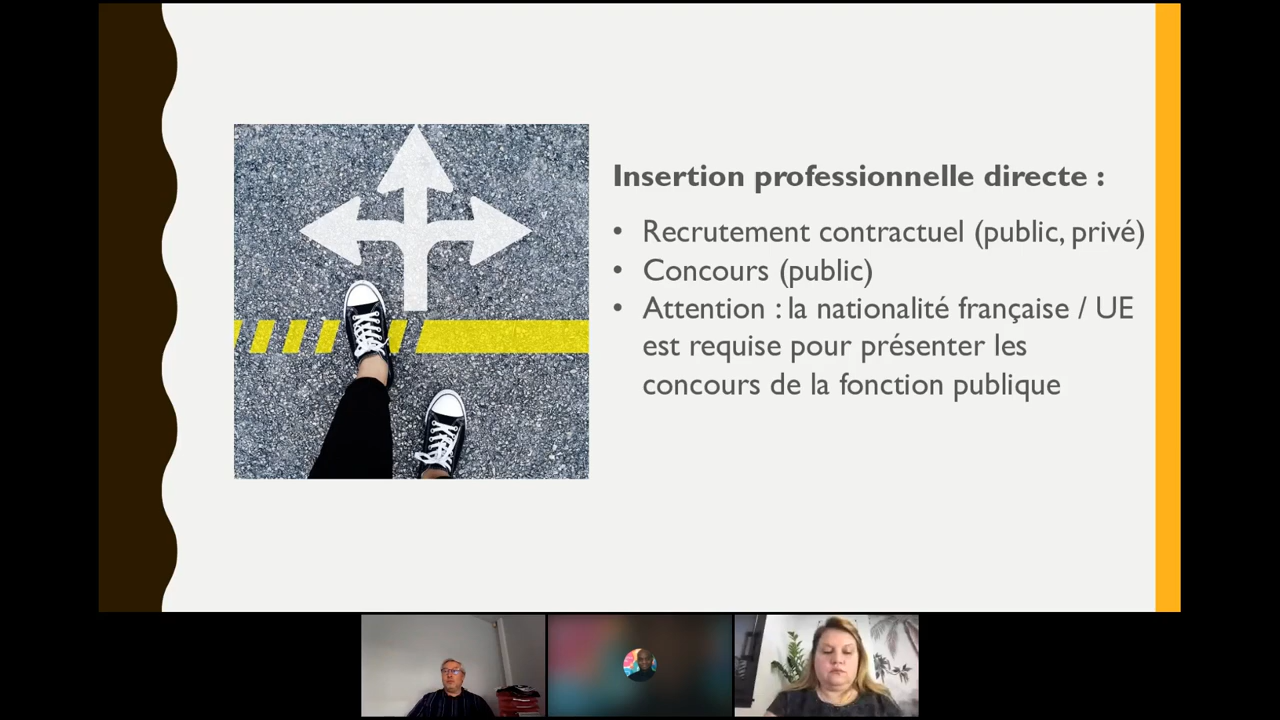 Insertion professionnelle directe :
• Recrutement contractuel (public, privé)
• Concours (public)
• Attention : la nationalité française / UE
est requise pour présenter les
concours de la fonction publique